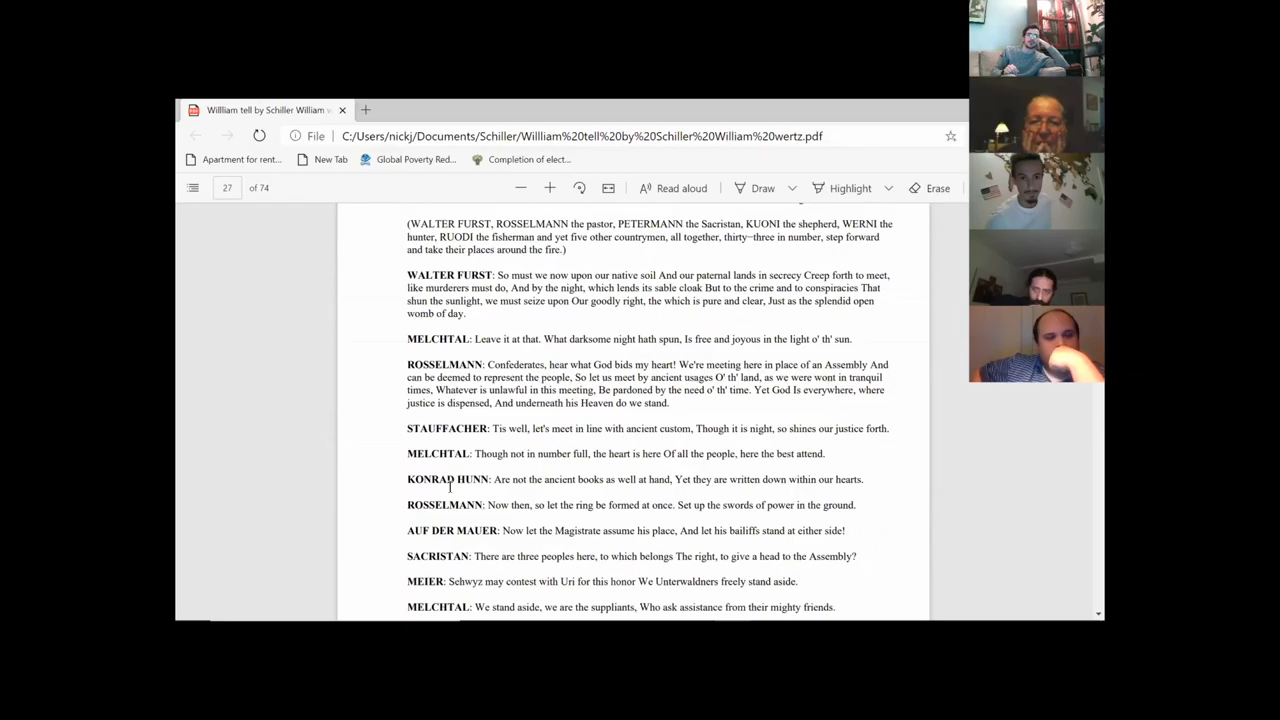 Willliam tell by Schiller William w
File
C:/Users/nickj/Documents/Schiller/Willliam%20tell%20by%20Schiller%20William%20wertz.pdf
Apartment for rent... New Tab Global Poverty Red... Completion of elect...
27 of 74 Read aloud Draw Highlight Erase
(WALTER FURST, ROSSELMANN the pastor, PETERMANN the Sacristan, KUONI the shepherd, WERNI the
hunter, RUODI the fisherman and yet five other countrymen, all together, thirty−three in number, step forward
and take their places around the fire.)
WALTER FURST: So must we now upon our native soil And our paternal lands in secrecy Creep forth to meet,
like murderers must do, And by the night, which lends its sable cloak But to the crime and to conspiracies That
shun the sunlight, we must seize upon Our goodly right, the which is pure and clear, Just as the splendid open
womb of day.
MELCHTAL: Leave it at that. What darksome night hath spun, Is free and joyous in the light o' th' sun.
ROSSELMANN: Confederates, hear what God bids my heart! We're meeting here in place of an Assembly And
can be deemed to represent the people, So let us meet by ancient usages O' th' land, as we were wont in tranquil
times, Whatever is unlawful in this meeting, Be pardoned by the need o' th' time. Yet God Is everywhere, where
justice is dispensed, And underneath his Heaven do we stand.
STAUFFACHER: Tis well, let's meet in line with ancient custom, Though it is night, so shines our justice forth.
MELCHTAL: Though not in number full, the heart is here Of all the people, here the best attend.
KONRAD HUNN: Are not the ancient books as well at hand, Yet they are written down within our hearts.
ROSSELMANN: Now then, so let the ring be formed at once. Set up the swords of power in the ground.
AUF DER MAUER: Now let the Magistrate assume his place, And let his bailiffs stand at either side!
SACRISTAN: There are three peoples here, to which belongs The right, to give a head to the Assembly?
MEIER: Schwyz may contest with Uri for this honor We Unterwaldners freely stand aside.
MELCHTAL: We stand aside, we are the suppliants, Who ask assistance from their mighty friends.